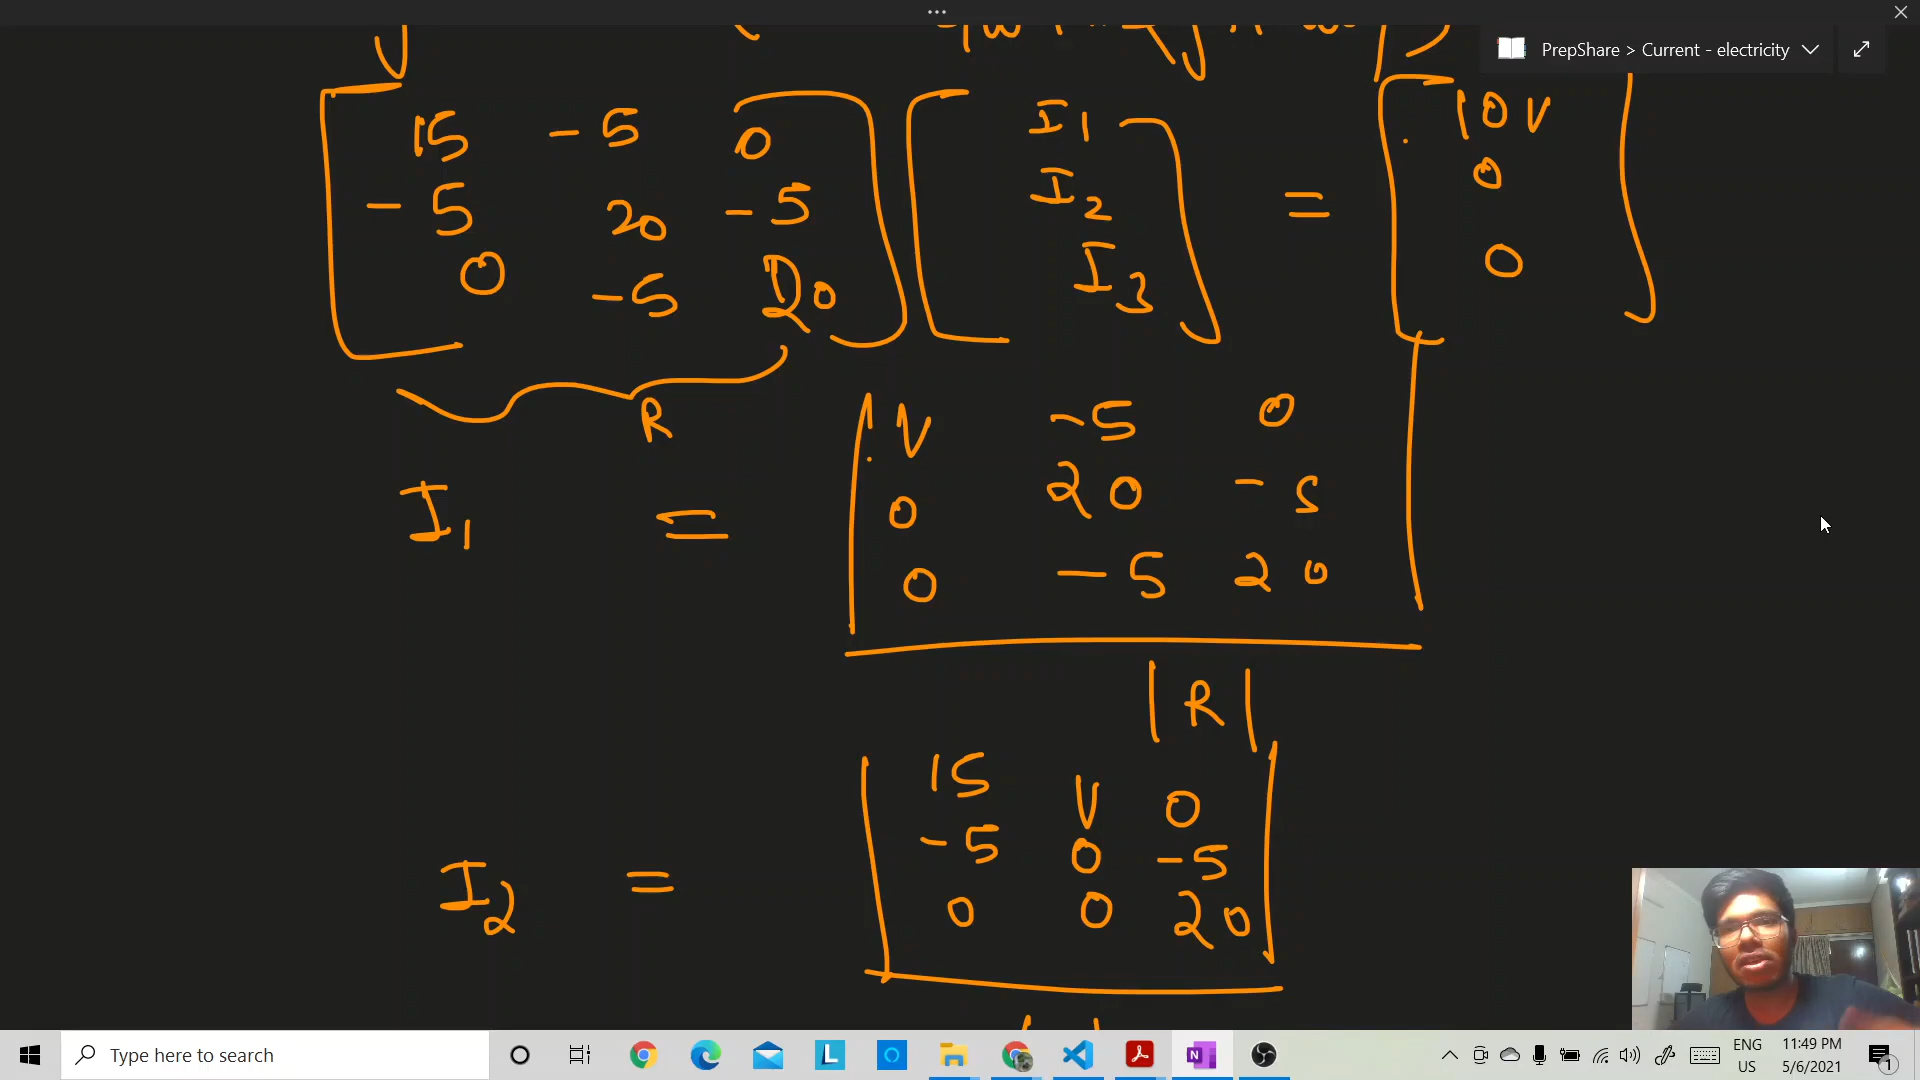 PrepShare > Current - electricity
15 -5 0 I1 10V
-5 20 -5 I2 = 0
0 -5 20 I3 0
R
V -5 0
I1 = 0 20 -5
0 -5 20
|R|
15 V 0
-5 0 -5
I2 =
0 0 20
Type here to search
L
ENG
US
11:49 PM
5/6/2021
1